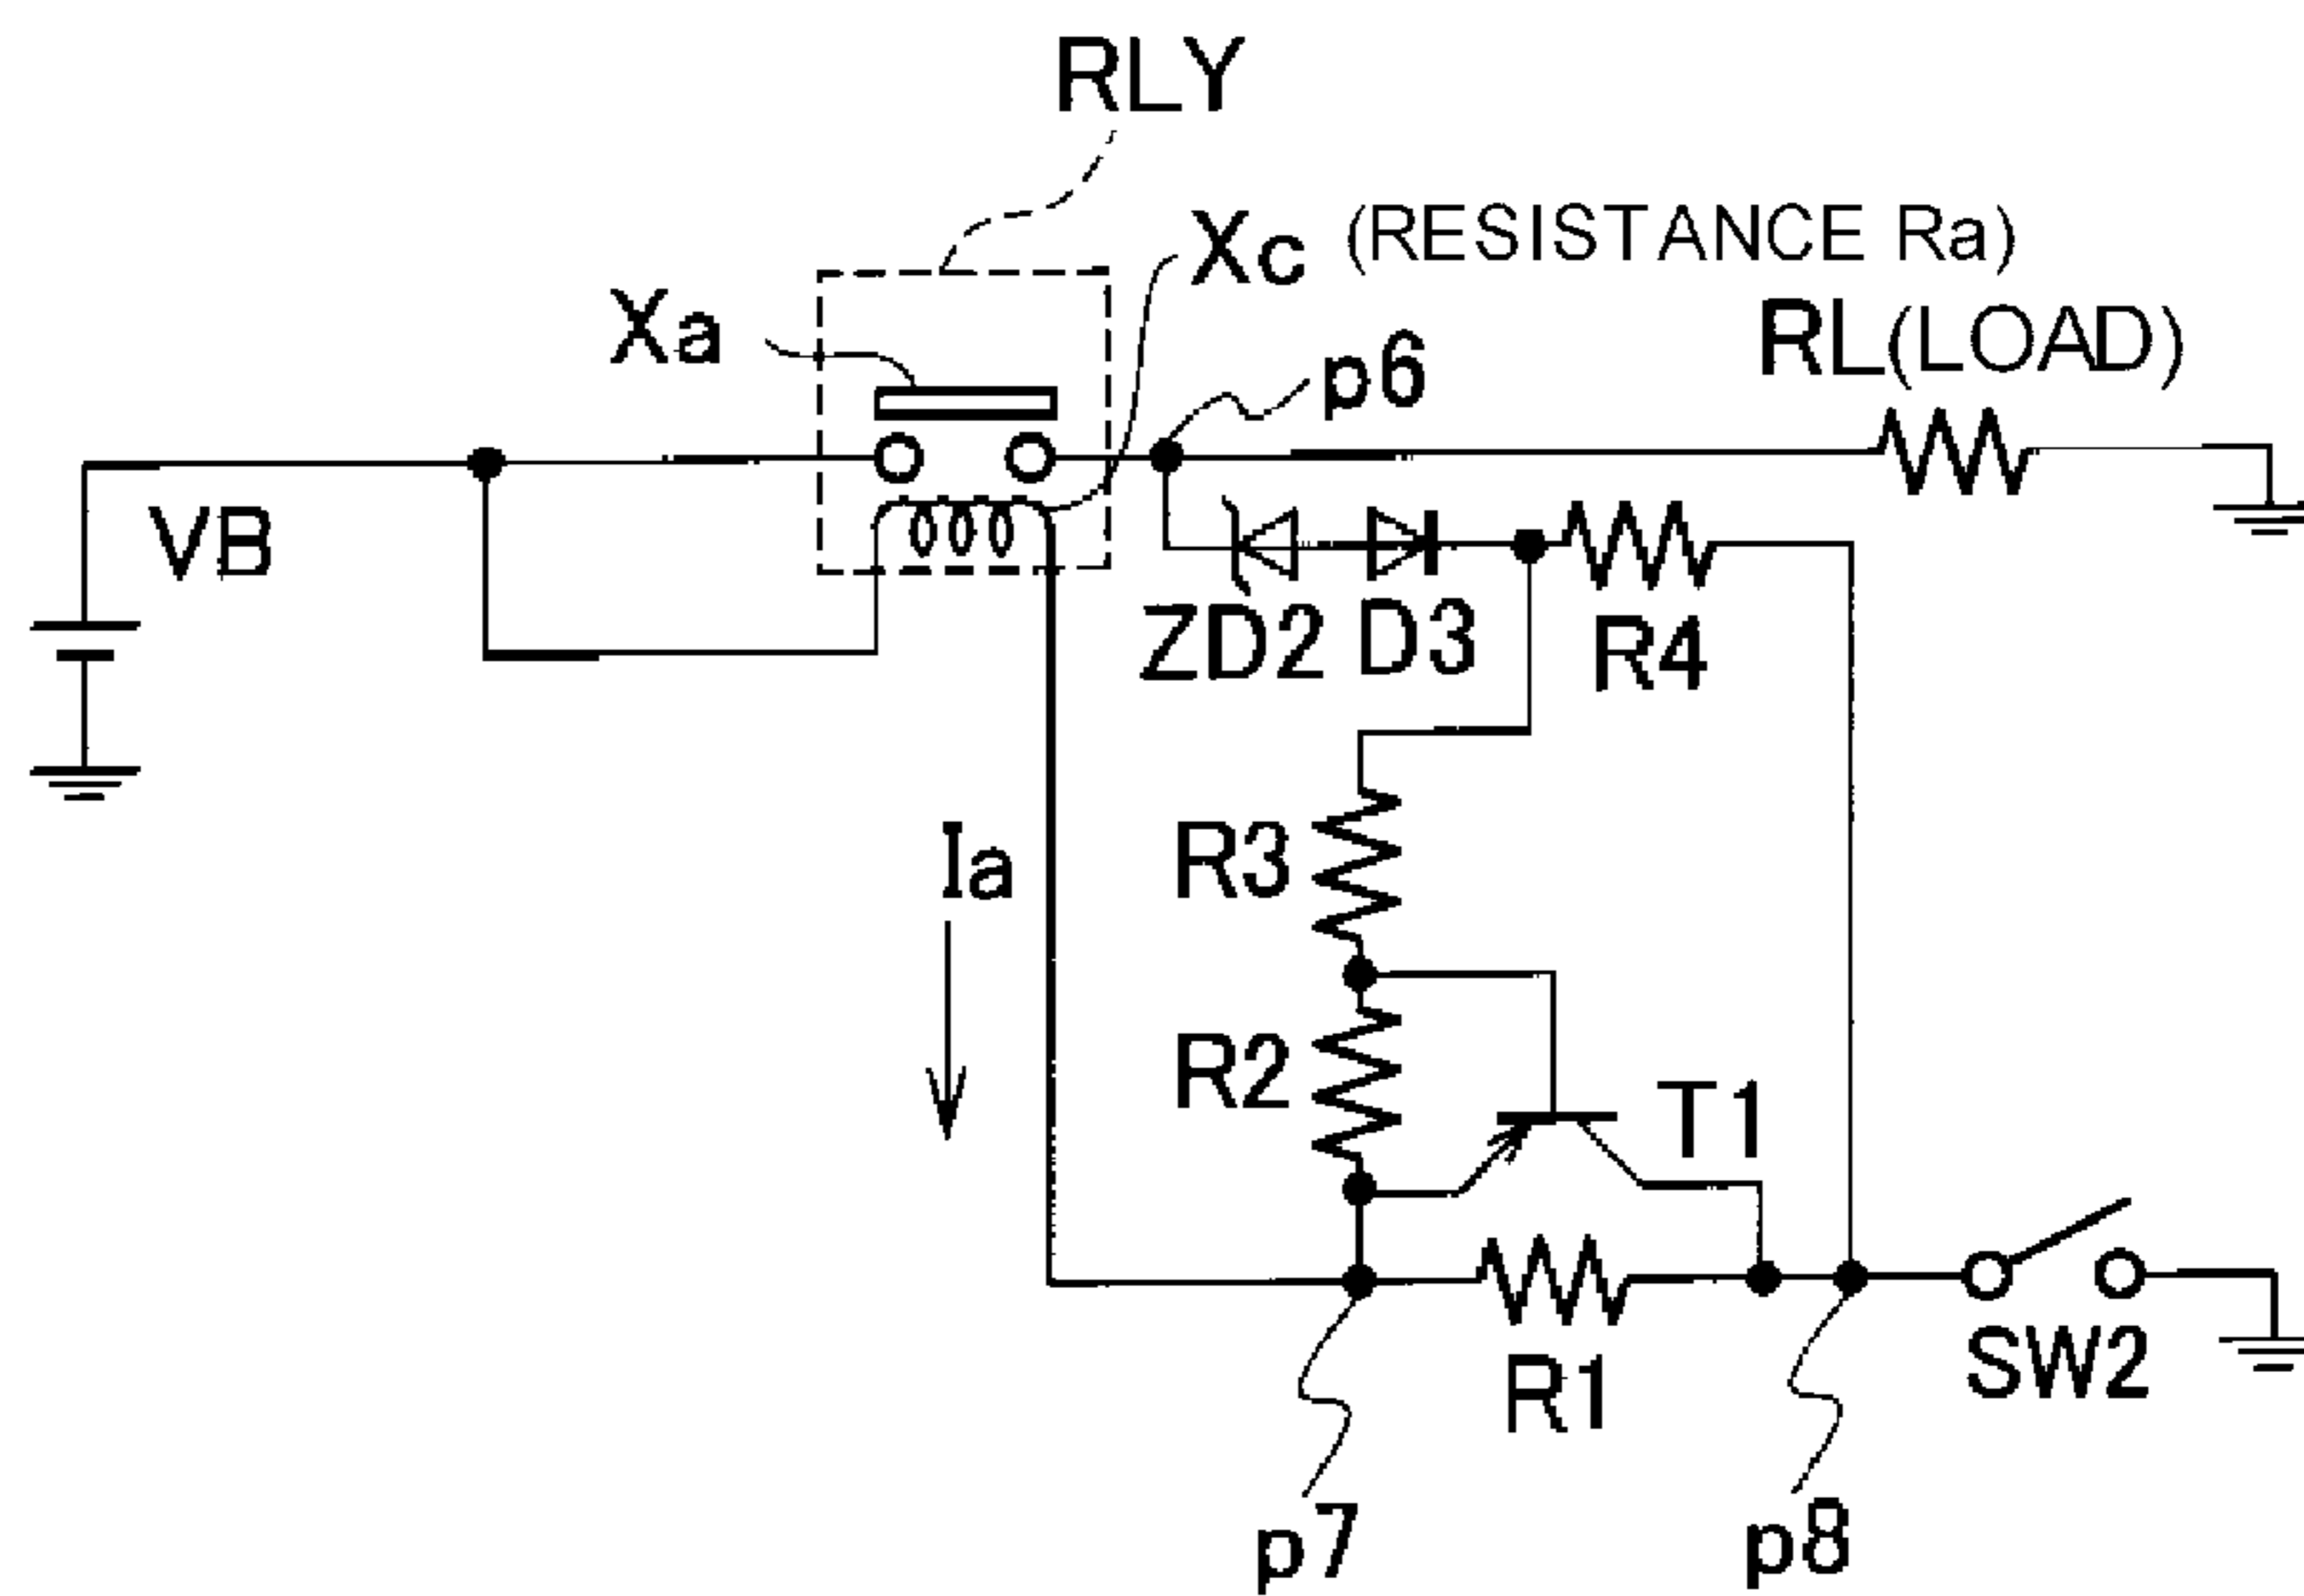 RLY
Xc (RESISTANCE Ra)
Xa
RL(LOAD)
p6
VB
ZD2
D3
R4
R3
Ia
R2
T1
R1
SW2
p7
p8